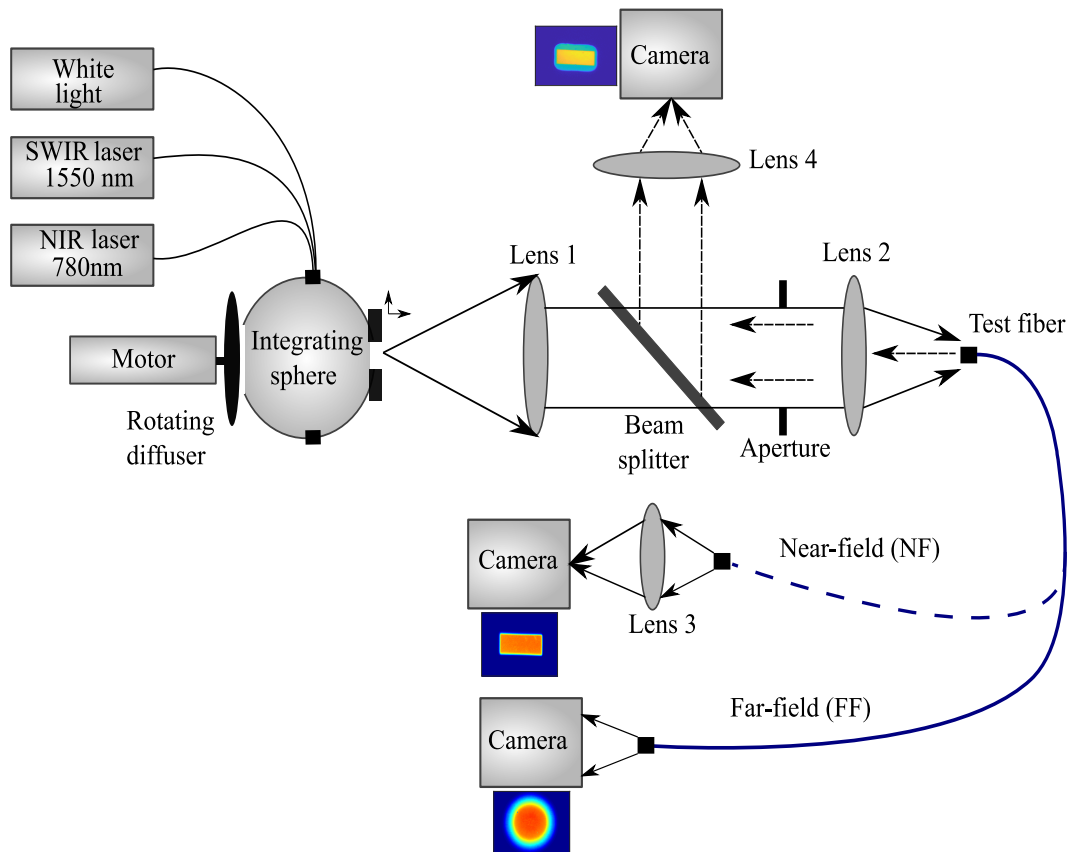 White
light
SWIR laser
1550 nm
NIR laser
780nm
Motor
Rotating
diffuser
Integrating
sphere
Lens 1
Camera
Lens 4
Lens 2
Test fiber
Beam
splitter
Aperture
Camera
Lens 3
Near-field (NF)
Far-field (FF)
Camera